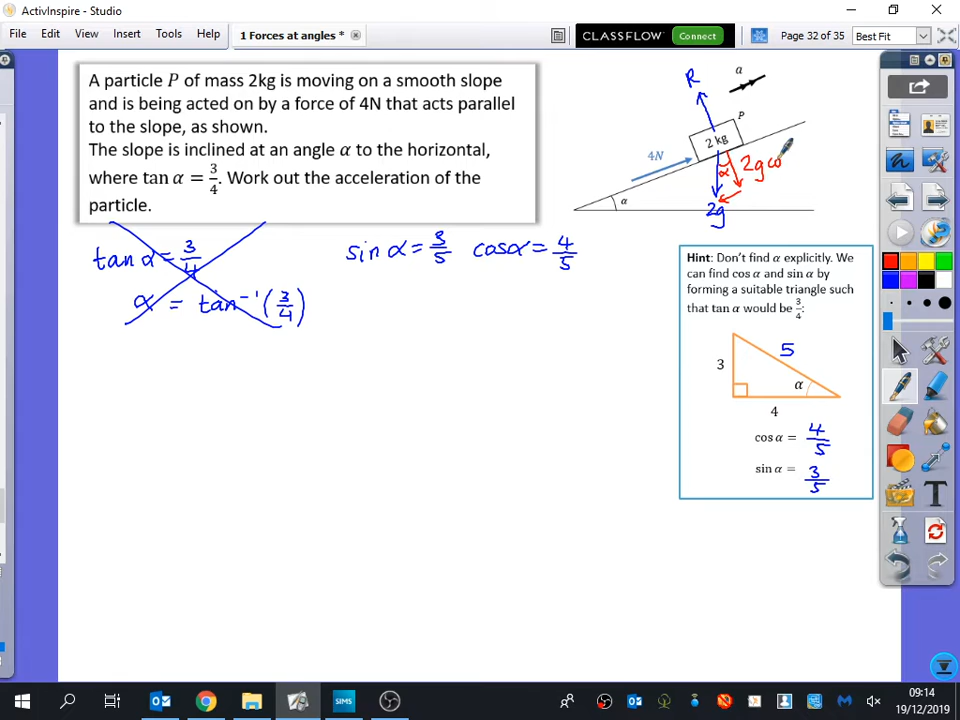 ActivInspire - Studio
File Edit View Insert Tools Help
1 Forces at angles *
CLASSFLOW Connect
Page 32 of 35
Best Fit
A particle P of mass 2kg is moving on a smooth slope
and is being acted on by a force of 4N that acts parallel
to the slope, as shown.
The slope is inclined at an angle α to the horizontal,
where tan α = 3/4. Work out the acceleration of the
particle.
R
a
P
2 kg
4N
α
2g co
α
2g
tan α = 3/4
α = tan⁻¹(3/4)
sin α = 3/5 cos α = 4/5
Hint: Don't find α explicitly. We
can find cos α and sin α by
forming a suitable triangle such
that tan α would be 3/4:
5
3
α
4
cos α = 4/5
sin α = 3/5
T
SIMS
09:14
19/12/2019